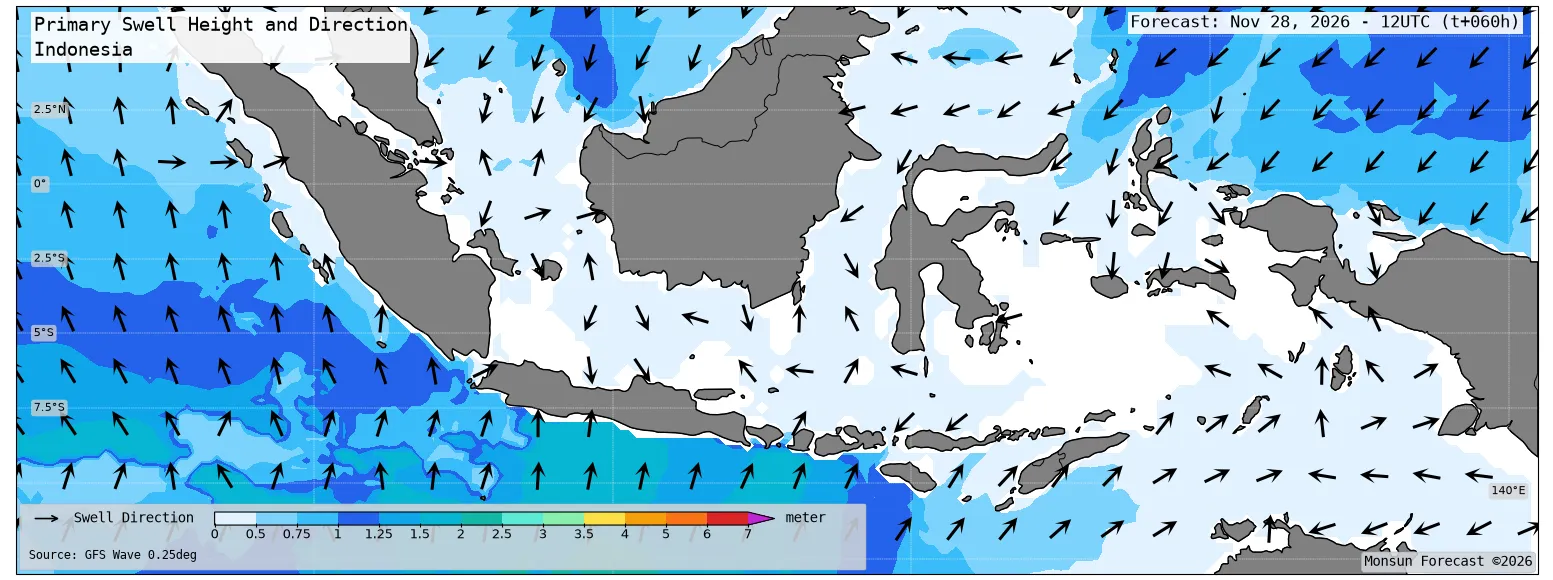 Primary Swell Height and Direction
Indonesia
Forecast: Nov 28, 2026 - 12UTC (t+060h)
2.5°N
0°
2.5°S
5°S
7.5°S
140°E
Swell Direction
0 0.5 0.75 1 1.25 1.5 2 2.5 3 3.5 4 5 6 7
meter
Source: GFS Wave 0.25deg
Monsun Forecast ©2026